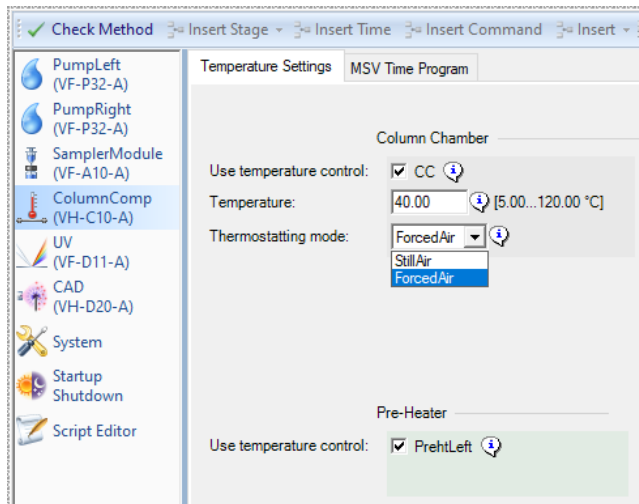 Check Method Insert Stage Insert Time Insert Command Insert
PumpLeft
(VF-P32-A)
PumpRight
(VF-P32-A)
SamplerModule
(VF-A10-A)
ColumnComp
(VH-C10-A)
UV
(VF-D11-A)
CAD
(VH-D20-A)
System
Startup
Shutdown
Script Editor
Temperature Settings MSV Time Program
Column Chamber
Use temperature control: CC
Temperature: 40.00 [5.00...120.00 °C]
Thermostatting mode: ForcedAir
StillAir
ForcedAir
Pre-Heater
Use temperature control: PrehtLeft